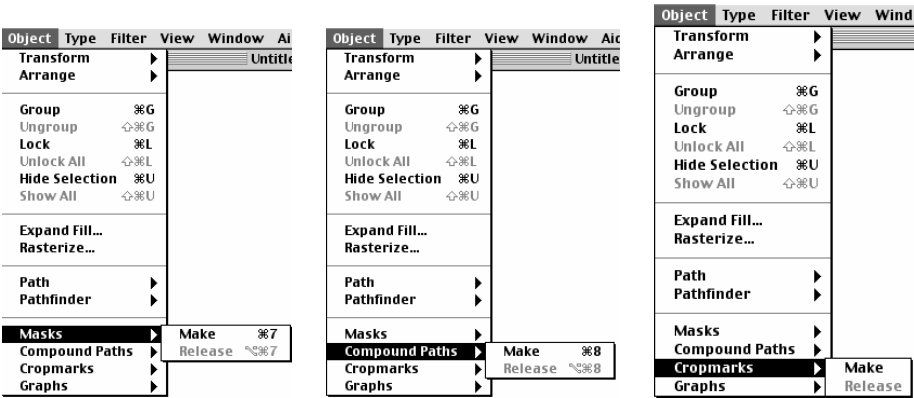 Object Type Filter View Window Ai
Untitle
Transform
Arrange
Group ⌘G
Ungroup ⇧⌘G
Lock ⌘L
Unlock All ⇧⌘L
Hide Selection ⌘U
Show All ⇧⌘U
Expand Fill...
Rasterize...
Path
Pathfinder
Masks
Make ⌘7
Compound Paths
Release ⌥⌘7
Cropmarks
Graphs
Object Type Filter View Window Aid
Untitle
Transform
Arrange
Group ⌘G
Ungroup ⇧⌘G
Lock ⌘L
Unlock All ⇧⌘L
Hide Selection ⌘U
Show All ⇧⌘U
Expand Fill...
Rasterize...
Path
Pathfinder
Masks
Compound Paths
Make ⌘8
Cropmarks
Release ⌥⌘8
Graphs
Object Type Filter View Wind
Transform
Arrange
Group ⌘G
Ungroup ⇧⌘G
Lock ⌘L
Unlock All ⇧⌘L
Hide Selection ⌘U
Show All ⇧⌘U
Expand Fill...
Rasterize...
Path
Pathfinder
Masks
Compound Paths
Cropmarks
Make
Graphs
Release